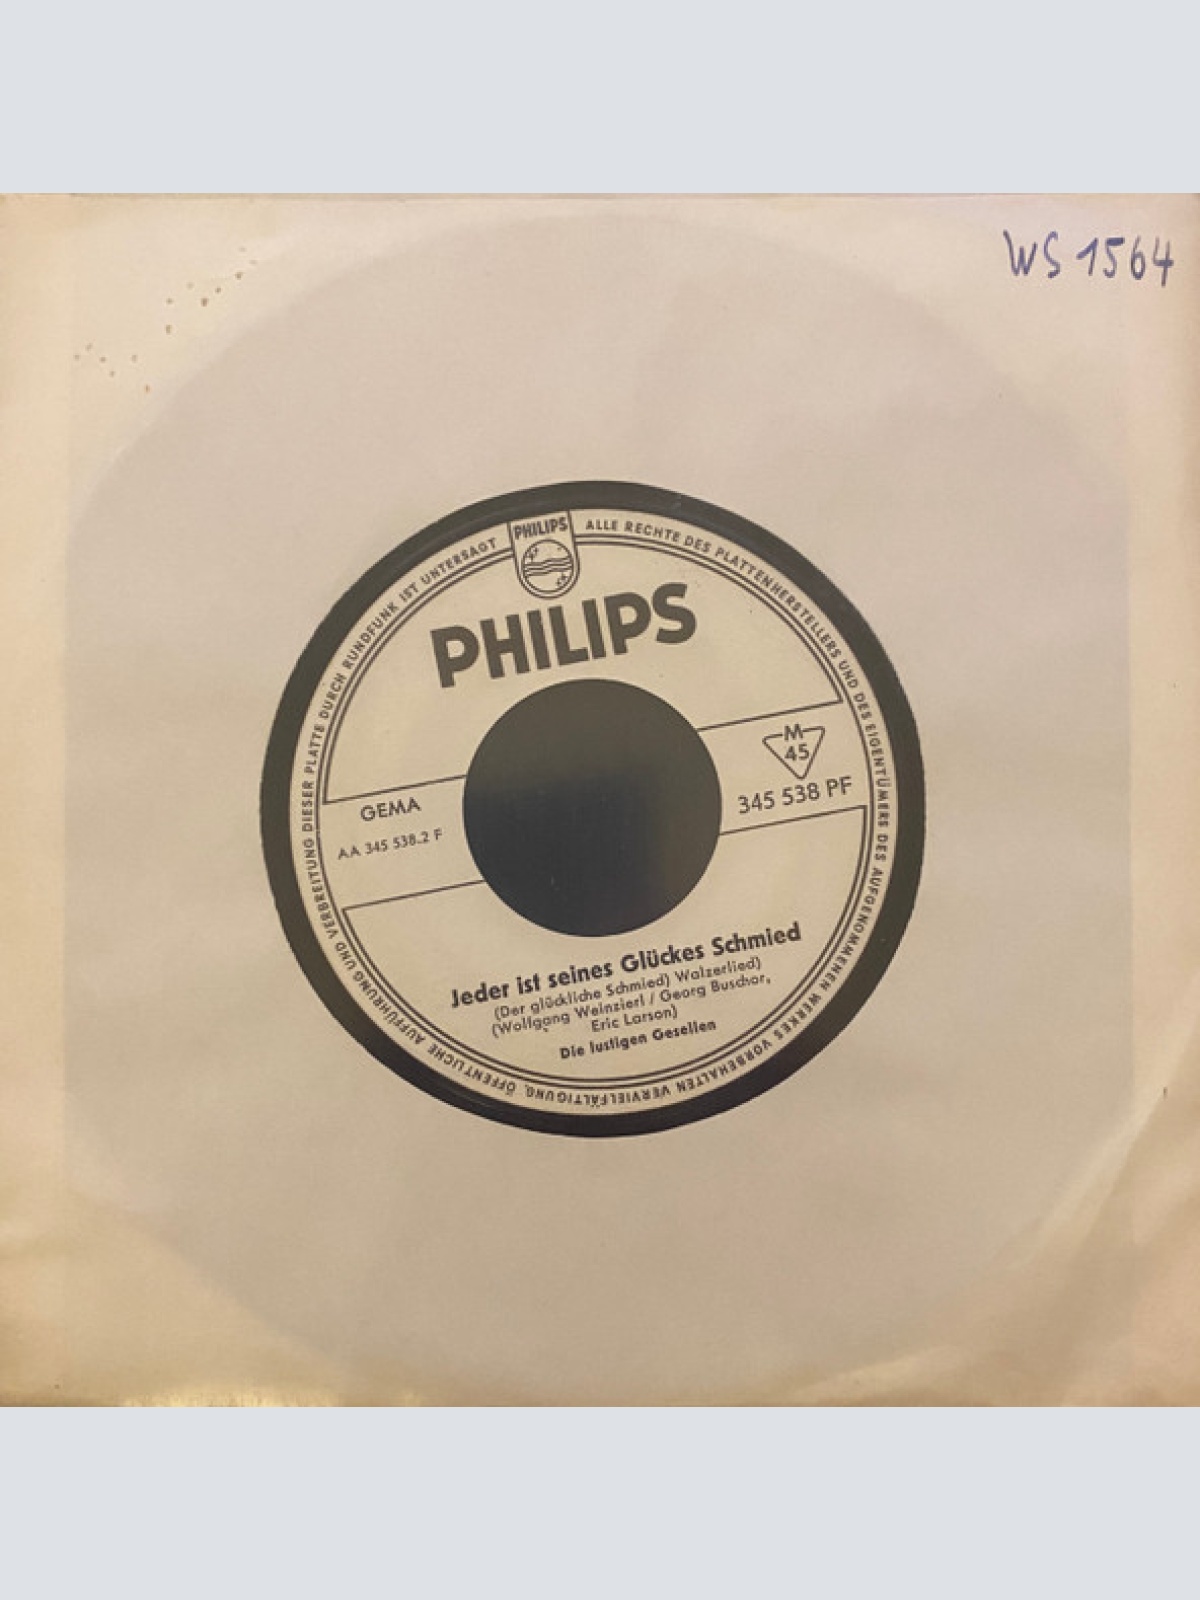 WS 1564
PHILIPS
ALLE RECHTE DES PLATTENHERSTELLERS UND DES EIGENTÜMERS DES AUFGENOMMENEN WERKES VORBEHALTEN VERVIELFÄLTIGUNG, ÖFFENTLICHE AUFFÜHRUNG UND VERBREITUNG DIESER PLATTE DURCH RUNDFUNK IST UNTERSAGT
PHILIPS
M
45
GEMA
345 538 PF
AA 345 538.2 F
Jeder ist seines Glückes Schmied
(Der glückliche Schmied) Walzerlied)
(Wolfgang Weinzierl / Georg Buschor,
Eric Larson)
Die lustigen Gesellen